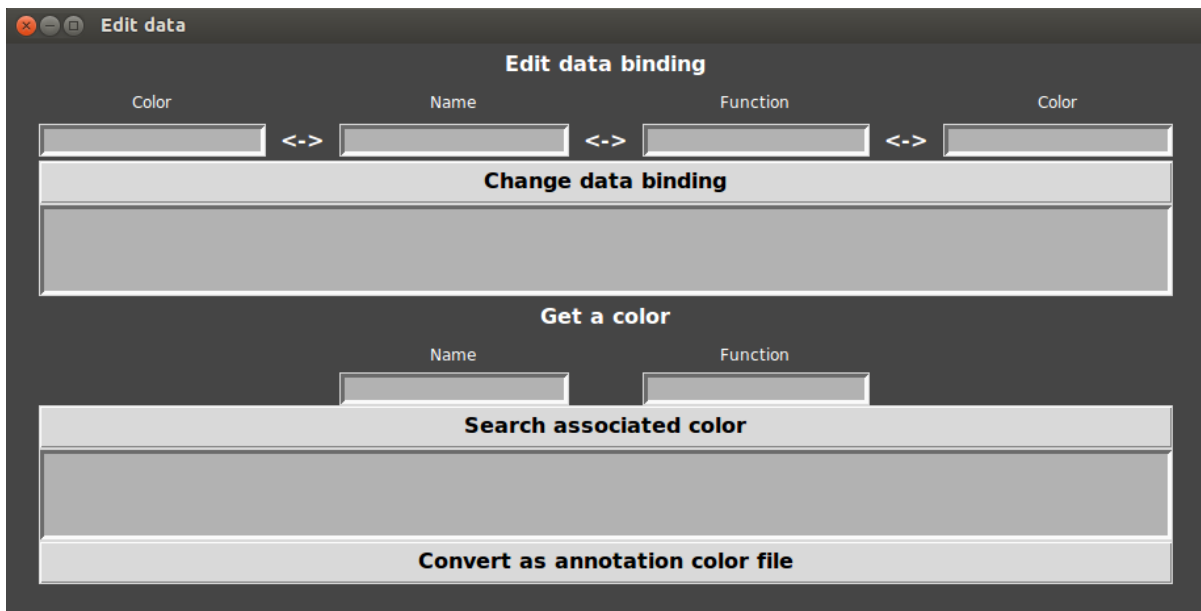 Edit data
Edit data binding
Color Name Function Color
<-> <-> <->
Change data binding
Get a color
Name Function
Search associated color
Convert as annotation color file